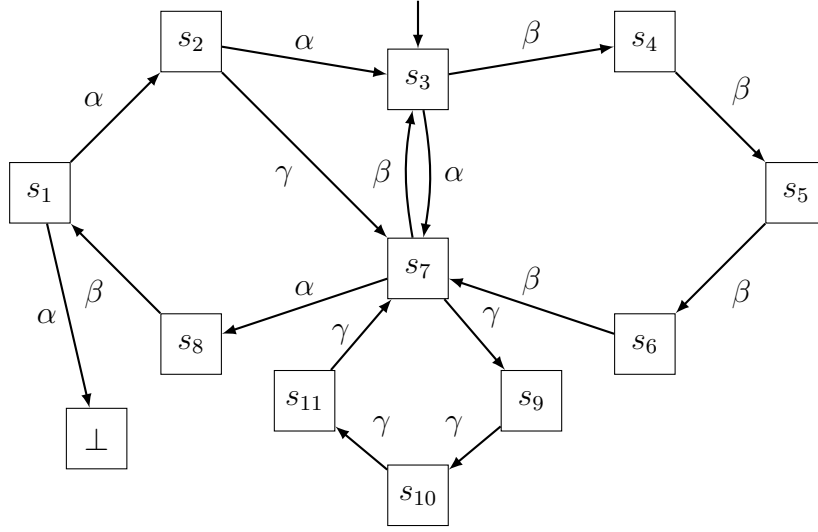 s₂ α s₃ β s₄
α β
s₁ γ β α s₅
α β α s₇ β β
s₈ γ γ s₆
s₁₁ s₉
⊥ γ γ
s₁₀